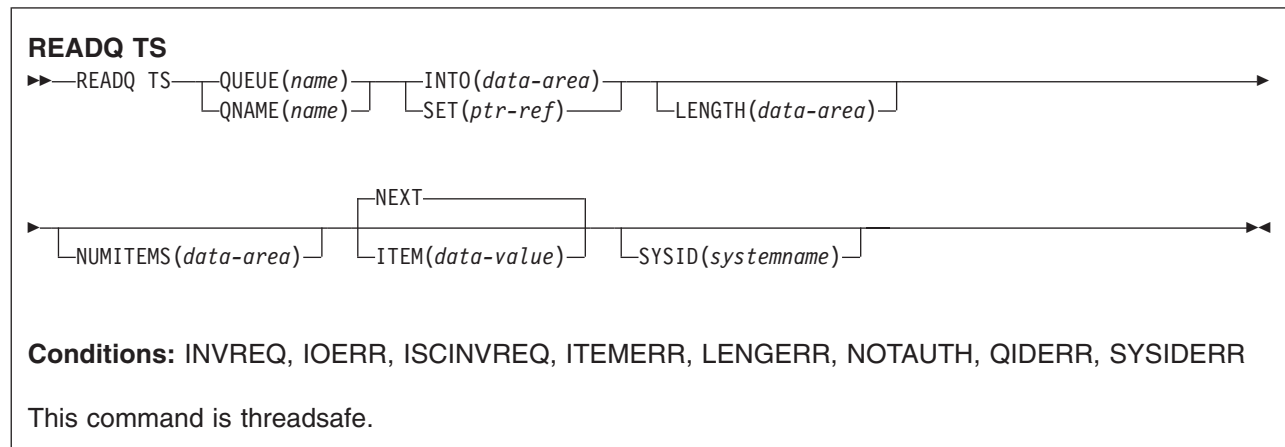 READQ TS
READQ TS QUEUE(name) INTO(data-area)
QNAME(name) SET(ptr-ref) LENGTH(data-area)
NEXT
NUMITEMS(data-area) ITEM(data-value) SYSID(systemname)
Conditions: INVREQ, IOERR, ISCINVREQ, ITEMERR, LENGERR, NOTAUTH, QIDERR, SYSIDERR
This command is threadsafe.